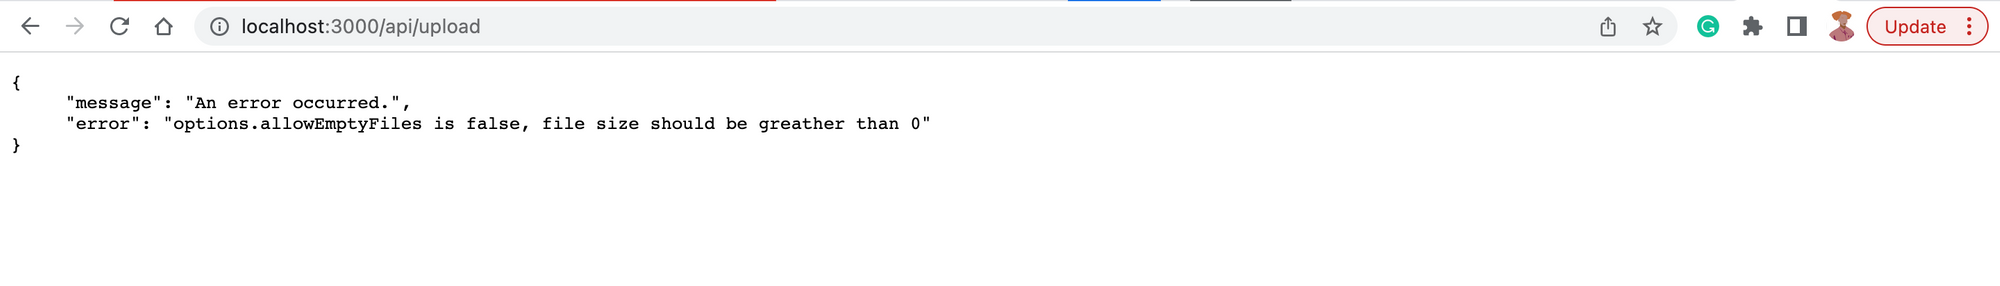 localhost:3000/api/upload
Update
{
"message": "An error occurred.",
"error": "options.allowEmptyFiles is false, file size should be greather than 0"
}